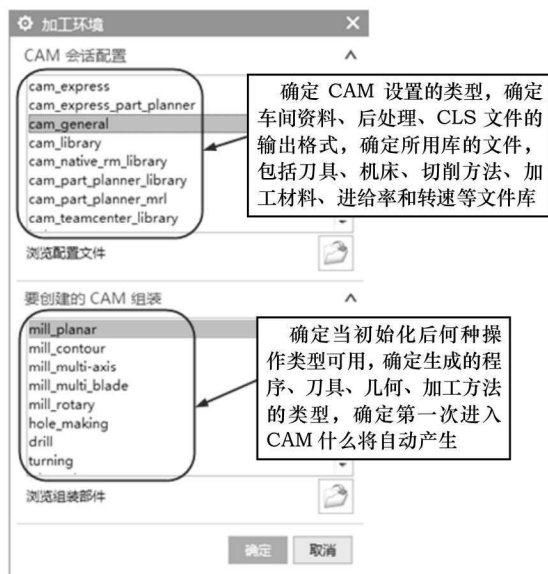 加工环境
CAM 会话配置
cam_express
cam_express_part_planner
cam_general
cam_library
cam_native_rm_library
cam_part_planner_library
cam_part_planner_mrl
cam_teamcenter_library
确定 CAM 设置的类型，确定
车间资料、后处理、CLS 文件的
输出格式，确定所用库的文件，
包括刀具、机床、切削方法、加
工材料、进给率和转速等文件库
浏览配置文件
要创建的 CAM 组装
mill_planar
mill_contour
mill_multi-axis
mill_multi_blade
mill_rotary
hole_making
drill
turning
确定当初始化后何种操
作类型可用，确定生成的程
序、刀具、几何、加工方法
的类型，确定第一次进入
CAM 什么将自动产生
浏览组装部件
确定
取消